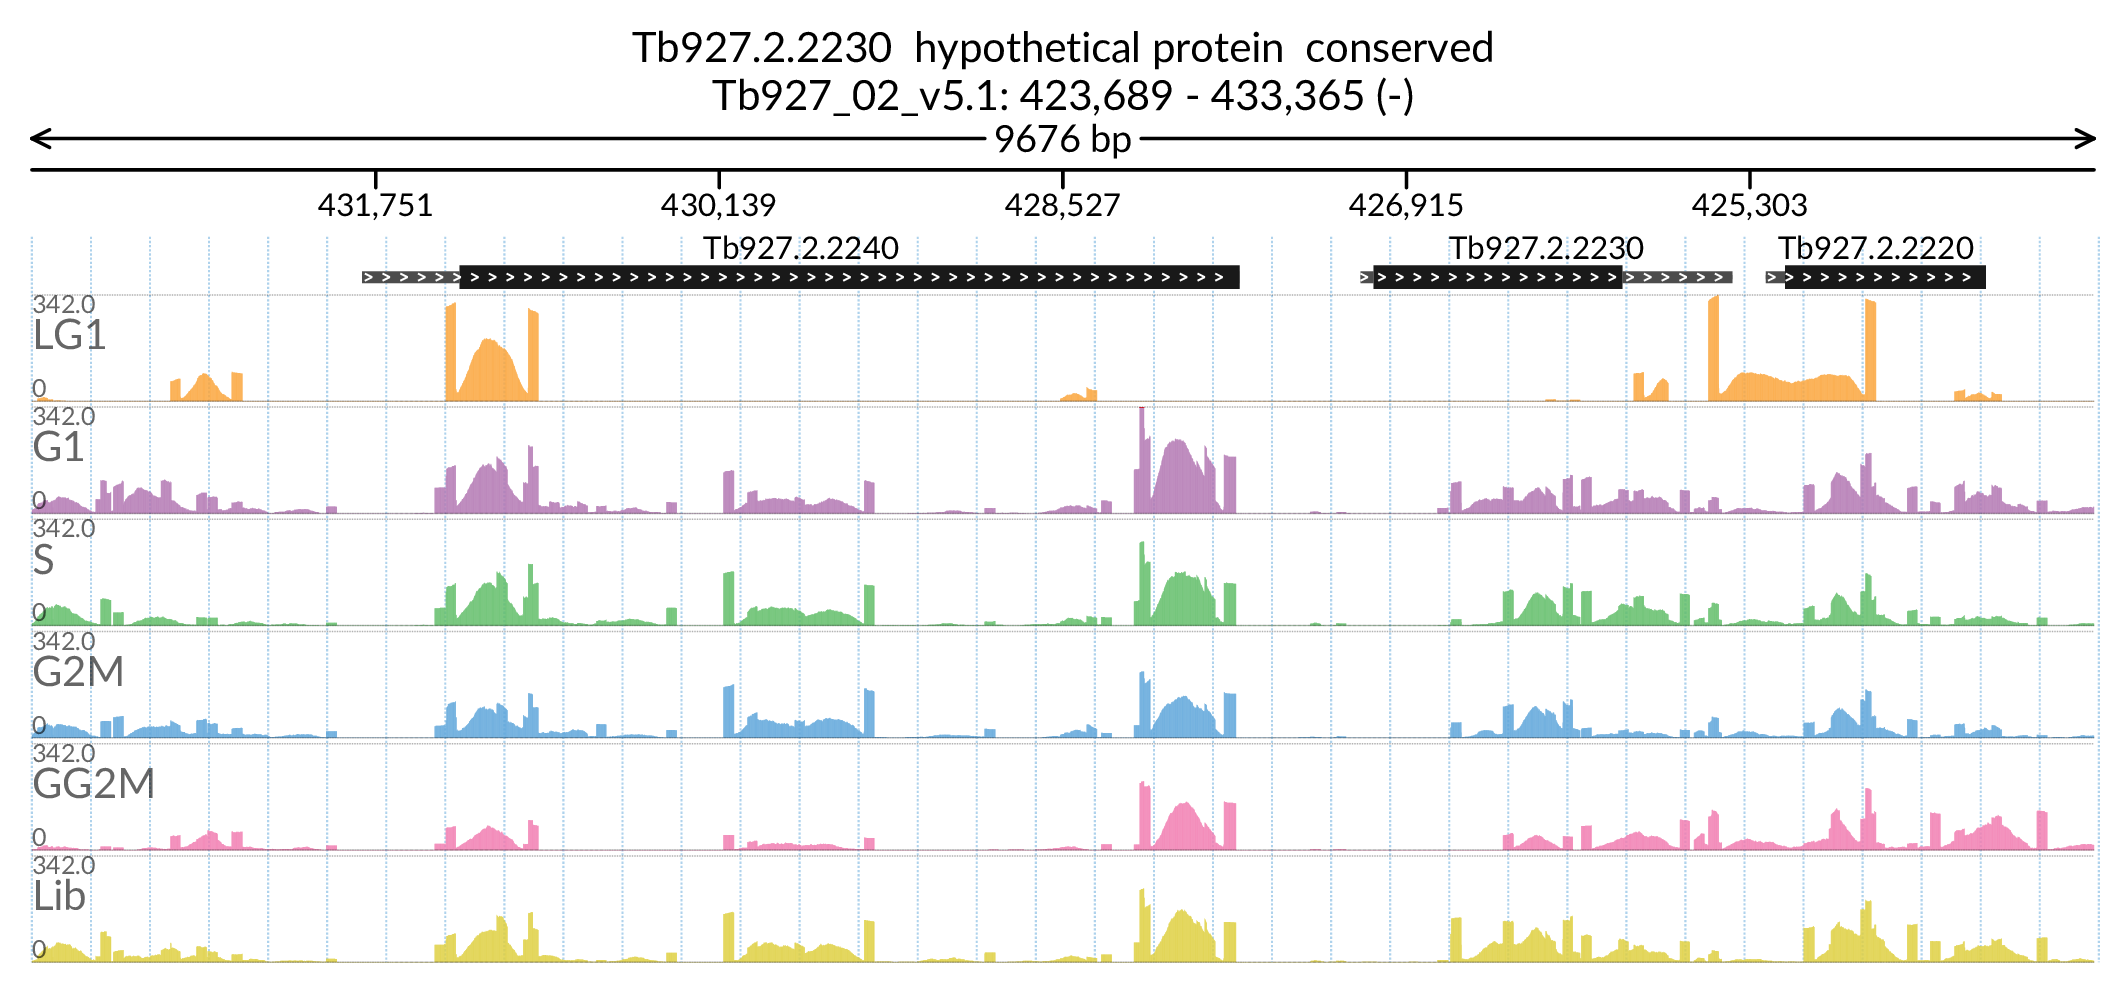 Tb927.2.2230 hypothetical protein conserved
Tb927_02_v5.1: 423,689 - 433,365 (-)
9676 bp
431,751 430,139 428,527 426,915 425,303
Tb927.2.2240 Tb927.2.2230 Tb927.2.2220
342.0
LG1
0
342.0
G1
0
342.0
S
0
342.0
G2M
0
342.0
GG2M
0
342.0
Lib
0